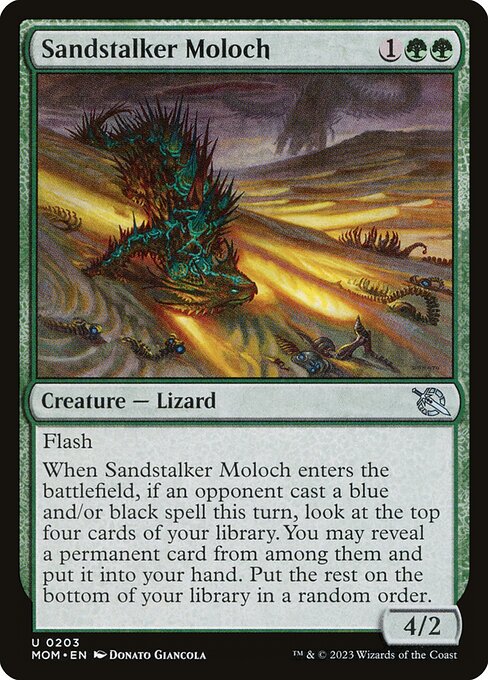 Sandstalker Moloch 1
Creature — Lizard
Flash
When Sandstalker Moloch enters the
battlefield, if an opponent cast a blue
and/or black spell this turn, look at the top
four cards of your library. You may reveal
a permanent card from among them and
put it into your hand. Put the rest on the
bottom of your library in a random order.
4/2
U 0203
MOM • EN Donato Giancola
™ & © 2023 Wizards of the Coast